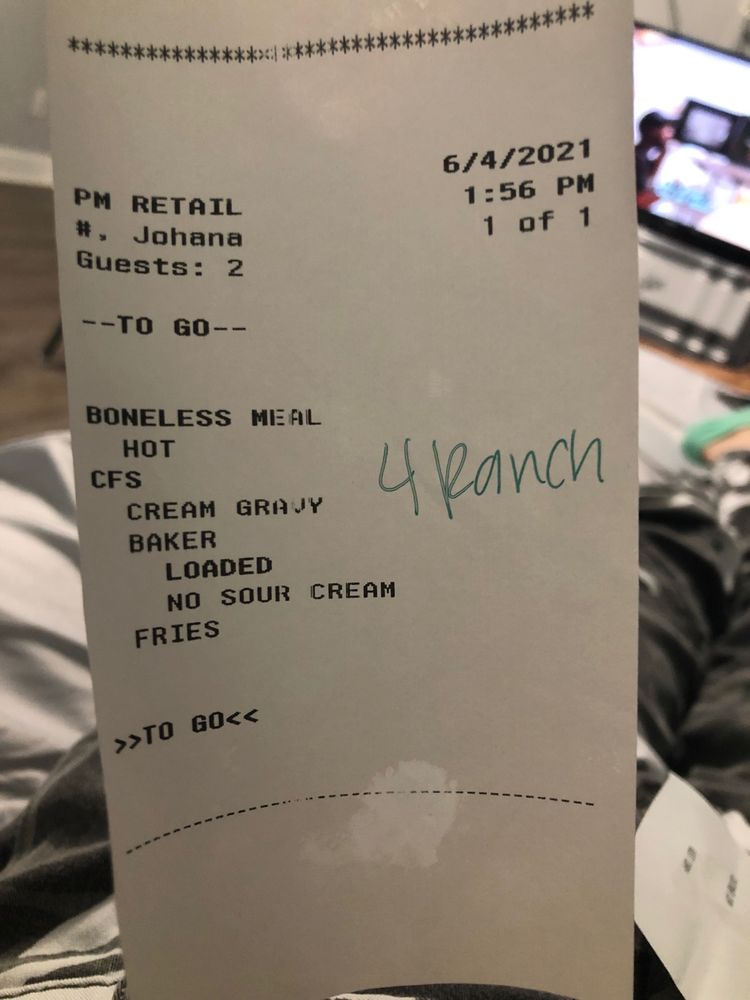 ******************************************
6/4/2021
PM RETAIL 1:56 PM
#, Johana 1 of 1
Guests: 2
--TO GO--
BONELESS MEAL
HOT
4 Ranch
CFS
CREAM GRAVY
BAKER
LOADED
NO SOUR CREAM
FRIES
>>TO GO<<